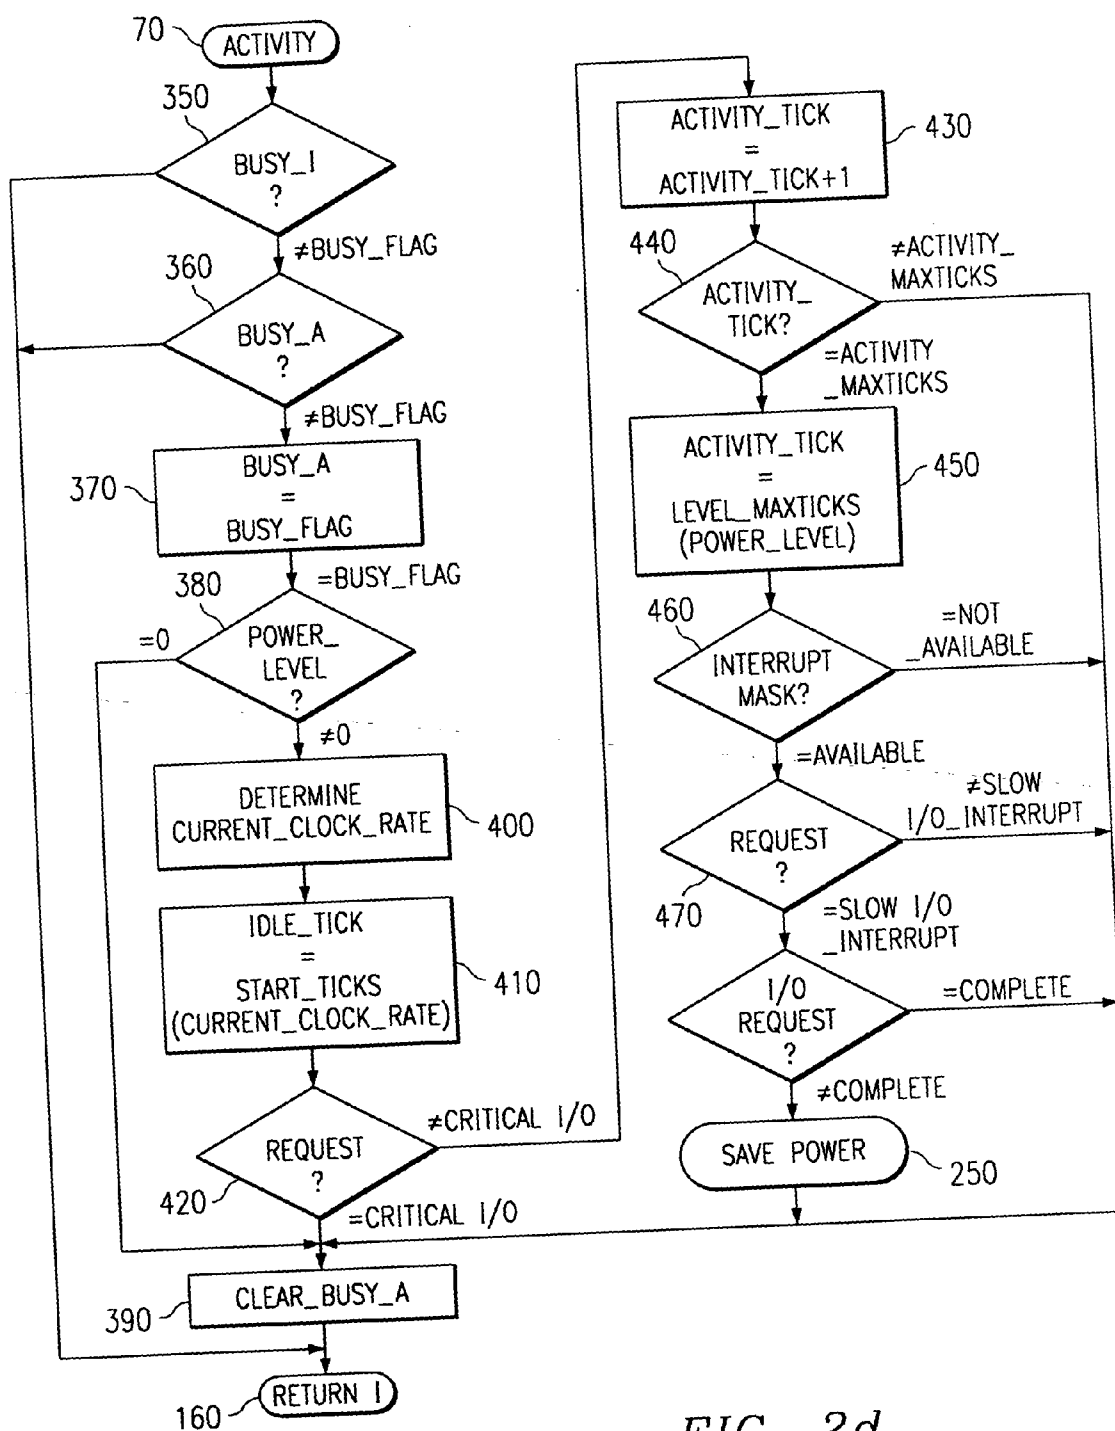 70
ACTIVITY
350
BUSY_I
?
≠BUSY_FLAG
360
BUSY_A
?
≠BUSY_FLAG
370
BUSY_A
=
BUSY_FLAG
=BUSY_FLAG
380
=0
POWER_
LEVEL
?
≠0
DETERMINE
CURRENT_CLOCK_RATE
400
IDLE_TICK
=
START_TICKS
(CURRENT_CLOCK_RATE)
410
REQUEST
?
420
≠CRITICAL I/O
=CRITICAL I/O
390
CLEAR_BUSY_A
160
RETURN I
ACTIVITY_TICK
=
ACTIVITY_TICK+1
430
440
≠ACTIVITY_
MAXTICKS
ACTIVITY_
TICK?
=ACTIVITY
_MAXTICKS
ACTIVITY_TICK
=
LEVEL_MAXTICKS
(POWER_LEVEL)
450
460
=NOT
_AVAILABLE
INTERRUPT
MASK?
=AVAILABLE
≠SLOW
I/O_INTERRUPT
REQUEST
?
470
=SLOW I/O
_INTERRUPT
I/O
REQUEST
?
=COMPLETE
≠COMPLETE
SAVE POWER
250
FIG. 2d